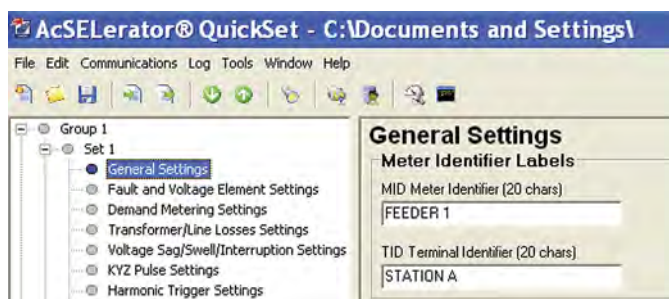 AcSELerator® QuickSet - C:\Documents and Settings\
File Edit Communications Log Tools Window Help
Group 1
Set 1
General Settings
Fault and Voltage Element Settings
Demand Metering Settings
Transformer/Line Losses Settings
Voltage Sag/Swell/Interruption Settings
KYZ Pulse Settings
Harmonic Trigger Settings
General Settings
Meter Identifier Labels
MID Meter Identifier (20 chars)
FEEDER 1
TID Terminal Identifier (20 chars)
STATION A